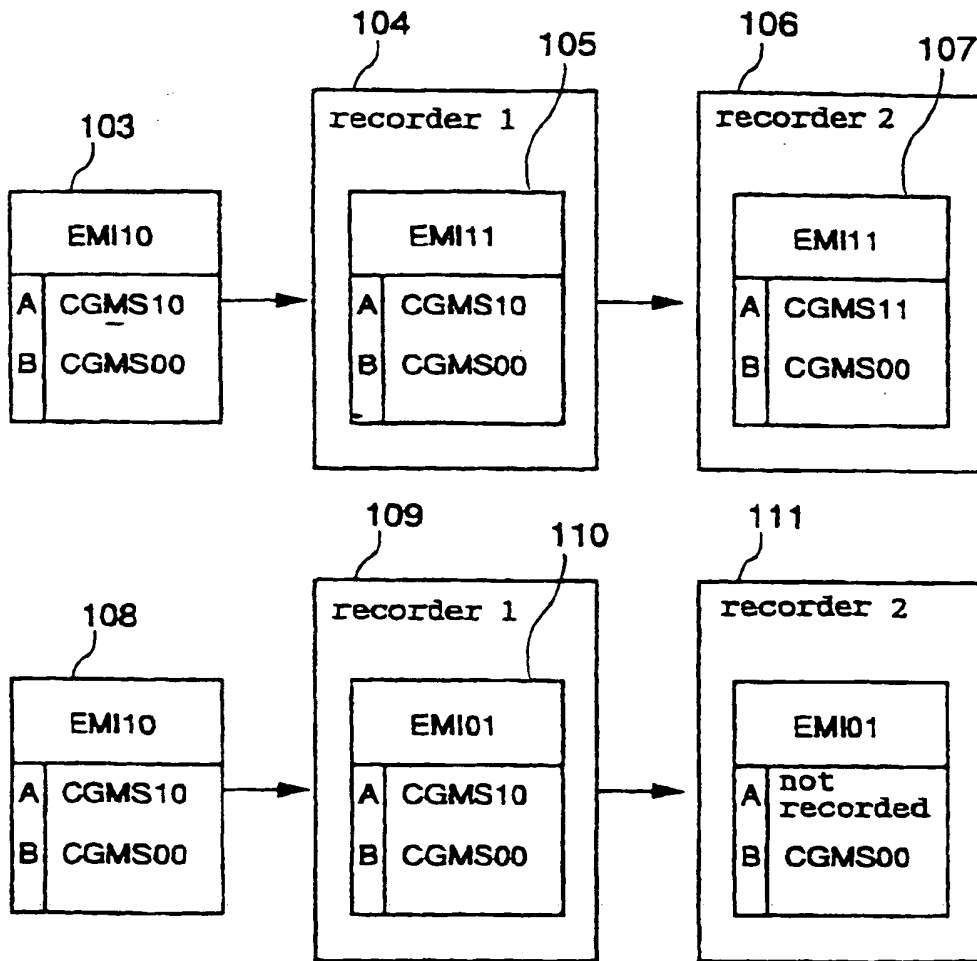 104
105
106
107
103
recorder 1
recorder 2
EMI10
A CGMS10
B CGMS00
EMI11
A CGMS10
B CGMS00
EMI11
A CGMS11
B CGMS00
109
110
111
108
recorder 1
recorder 2
EMI10
A CGMS10
B CGMS00
EMI01
A CGMS10
B CGMS00
EMI01
A not
recorded
B CGMS00